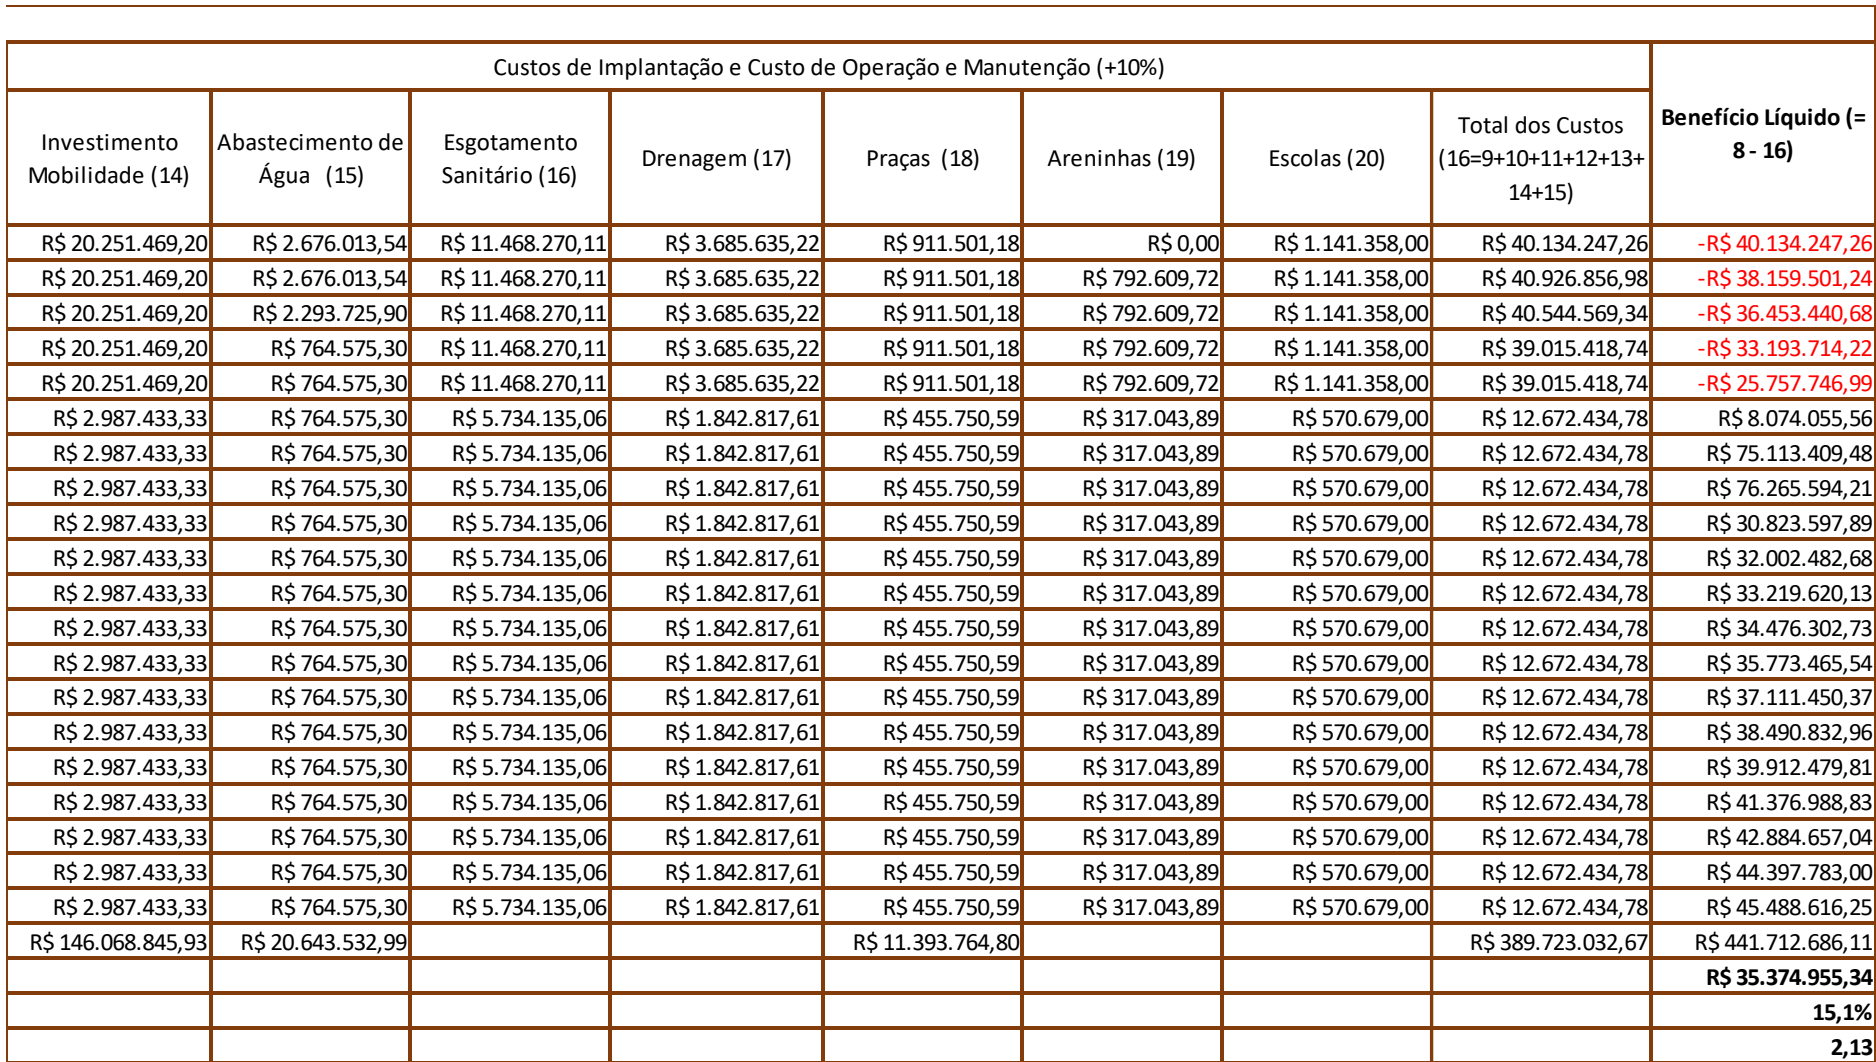 Custos de Implantação e Custo de Operação e Manutenção (+10%)
Investimento Mobilidade (14) Abastecimento de Água (15) Esgotamento Sanitário (16) Drenagem (17) Praças (18) Areninhas (19) Escolas (20) Total dos Custos (16=9+10+11+12+13+14+15) Benefício Líquido (= 8 - 16)
R$ 20.251.469,20 R$ 2.676.013,54 R$ 11.468.270,11 R$ 3.685.635,22 R$ 911.501,18 R$ 0,00 R$ 1.141.358,00 R$ 40.134.247,26 -R$ 40.134.247,26
R$ 20.251.469,20 R$ 2.676.013,54 R$ 11.468.270,11 R$ 3.685.635,22 R$ 911.501,18 R$ 792.609,72 R$ 1.141.358,00 R$ 40.926.856,98 -R$ 38.159.501,24
R$ 20.251.469,20 R$ 2.293.725,90 R$ 11.468.270,11 R$ 3.685.635,22 R$ 911.501,18 R$ 792.609,72 R$ 1.141.358,00 R$ 40.544.569,34 -R$ 36.453.440,68
R$ 20.251.469,20 R$ 764.575,30 R$ 11.468.270,11 R$ 3.685.635,22 R$ 911.501,18 R$ 792.609,72 R$ 1.141.358,00 R$ 39.015.418,74 -R$ 33.193.714,22
R$ 20.251.469,20 R$ 764.575,30 R$ 11.468.270,11 R$ 3.685.635,22 R$ 911.501,18 R$ 792.609,72 R$ 1.141.358,00 R$ 39.015.418,74 -R$ 25.757.746,99
R$ 2.987.433,33 R$ 764.575,30 R$ 5.734.135,06 R$ 1.842.817,61 R$ 455.750,59 R$ 317.043,89 R$ 570.679,00 R$ 12.672.434,78 R$ 8.074.055,56
R$ 2.987.433,33 R$ 764.575,30 R$ 5.734.135,06 R$ 1.842.817,61 R$ 455.750,59 R$ 317.043,89 R$ 570.679,00 R$ 12.672.434,78 R$ 75.113.409,48
R$ 2.987.433,33 R$ 764.575,30 R$ 5.734.135,06 R$ 1.842.817,61 R$ 455.750,59 R$ 317.043,89 R$ 570.679,00 R$ 12.672.434,78 R$ 76.265.594,21
R$ 2.987.433,33 R$ 764.575,30 R$ 5.734.135,06 R$ 1.842.817,61 R$ 455.750,59 R$ 317.043,89 R$ 570.679,00 R$ 12.672.434,78 R$ 30.823.597,89
R$ 2.987.433,33 R$ 764.575,30 R$ 5.734.135,06 R$ 1.842.817,61 R$ 455.750,59 R$ 317.043,89 R$ 570.679,00 R$ 12.672.434,78 R$ 32.002.482,68
R$ 2.987.433,33 R$ 764.575,30 R$ 5.734.135,06 R$ 1.842.817,61 R$ 455.750,59 R$ 317.043,89 R$ 570.679,00 R$ 12.672.434,78 R$ 33.219.620,13
R$ 2.987.433,33 R$ 764.575,30 R$ 5.734.135,06 R$ 1.842.817,61 R$ 455.750,59 R$ 317.043,89 R$ 570.679,00 R$ 12.672.434,78 R$ 34.476.302,73
R$ 2.987.433,33 R$ 764.575,30 R$ 5.734.135,06 R$ 1.842.817,61 R$ 455.750,59 R$ 317.043,89 R$ 570.679,00 R$ 12.672.434,78 R$ 35.773.465,54
R$ 2.987.433,33 R$ 764.575,30 R$ 5.734.135,06 R$ 1.842.817,61 R$ 455.750,59 R$ 317.043,89 R$ 570.679,00 R$ 12.672.434,78 R$ 37.111.450,37
R$ 2.987.433,33 R$ 764.575,30 R$ 5.734.135,06 R$ 1.842.817,61 R$ 455.750,59 R$ 317.043,89 R$ 570.679,00 R$ 12.672.434,78 R$ 38.490.832,96
R$ 2.987.433,33 R$ 764.575,30 R$ 5.734.135,06 R$ 1.842.817,61 R$ 455.750,59 R$ 317.043,89 R$ 570.679,00 R$ 12.672.434,78 R$ 39.912.479,81
R$ 2.987.433,33 R$ 764.575,30 R$ 5.734.135,06 R$ 1.842.817,61 R$ 455.750,59 R$ 317.043,89 R$ 570.679,00 R$ 12.672.434,78 R$ 41.376.988,83
R$ 2.987.433,33 R$ 764.575,30 R$ 5.734.135,06 R$ 1.842.817,61 R$ 455.750,59 R$ 317.043,89 R$ 570.679,00 R$ 12.672.434,78 R$ 42.884.657,04
R$ 2.987.433,33 R$ 764.575,30 R$ 5.734.135,06 R$ 1.842.817,61 R$ 455.750,59 R$ 317.043,89 R$ 570.679,00 R$ 12.672.434,78 R$ 44.397.783,00
R$ 2.987.433,33 R$ 764.575,30 R$ 5.734.135,06 R$ 1.842.817,61 R$ 455.750,59 R$ 317.043,89 R$ 570.679,00 R$ 12.672.434,78 R$ 45.488.616,25
R$ 146.068.845,93 R$ 20.643.532,99 R$ 11.393.764,80 R$ 389.723.032,67 R$ 441.712.686,11
R$ 35.374.955,34
15,1%
2,13